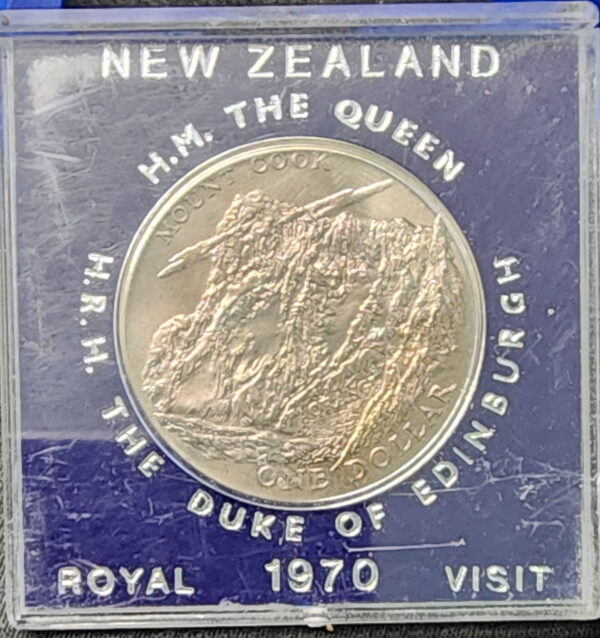 NEW ZEALAND
H.M. THE QUEEN
MOUNT COOK
ONE DOLLAR
H.R.H. THE DUKE OF EDINBURGH
ROYAL 1970 VISIT